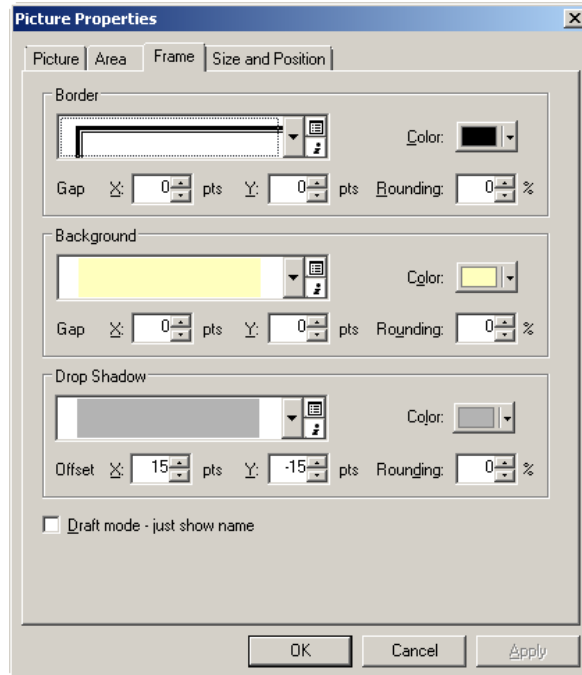 Picture Properties
Picture Area Frame Size and Position
Border
Color:
Gap X: 0 pts Y: 0 pts Rounding: 0 %
Background
Color:
Gap X: 0 pts Y: 0 pts Rounding: 0 %
Drop Shadow
Color:
Offset X: 15 pts Y: -15 pts Rounding: 0 %
Draft mode - just show name
OK Cancel Apply